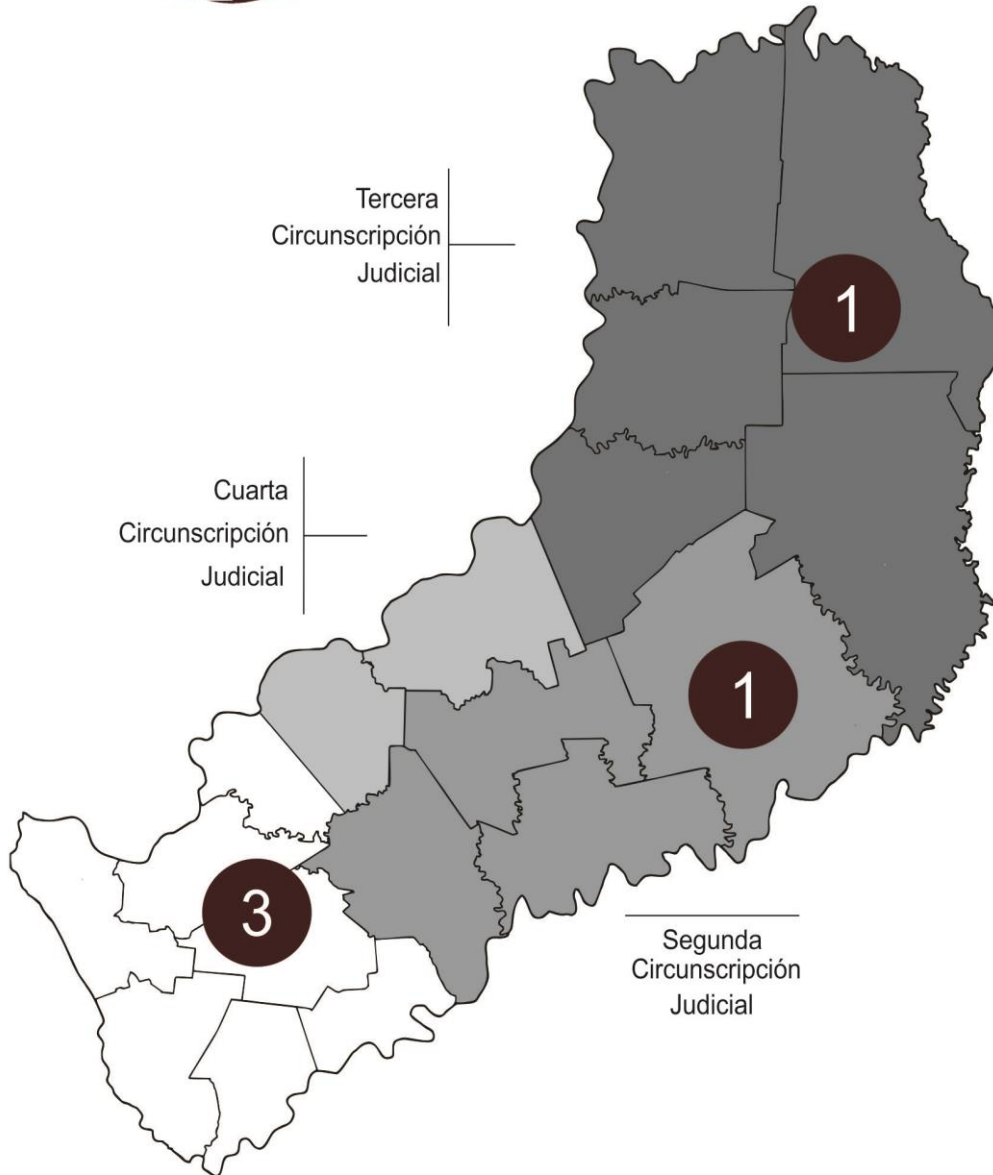 Tercera
Circunscripción
Judicial
1
Cuarta
Circunscripción
Judicial
1
3
Segunda
Circunscripción
Judicial